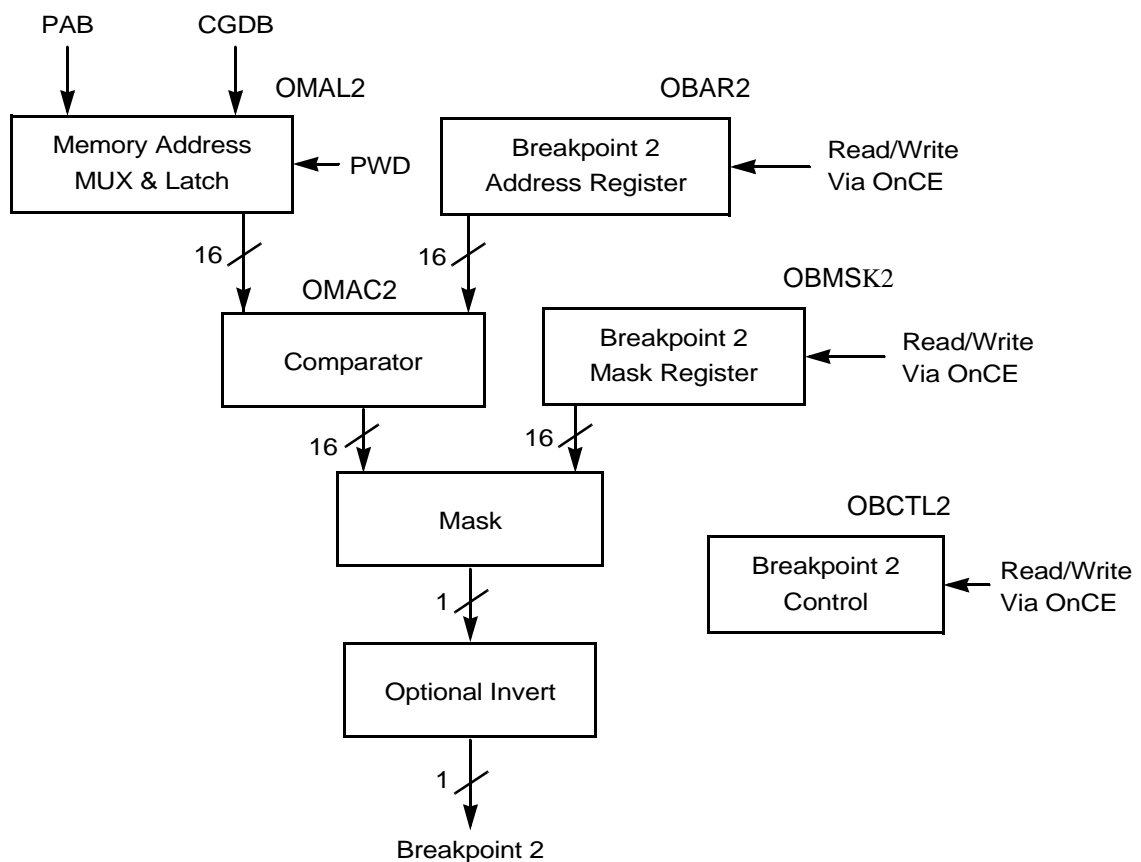 PAB
CGDB
OMAL2
OBAR2
Memory Address
MUX & Latch
PWD
Breakpoint 2
Address Register
Read/Write
Via OnCE
16
16
OMAC2
OBMSK2
Comparator
Breakpoint 2
Mask Register
Read/Write
Via OnCE
16
16
Mask
OBCTL2
Breakpoint 2
Control
Read/Write
Via OnCE
1
Optional Invert
1
Breakpoint 2